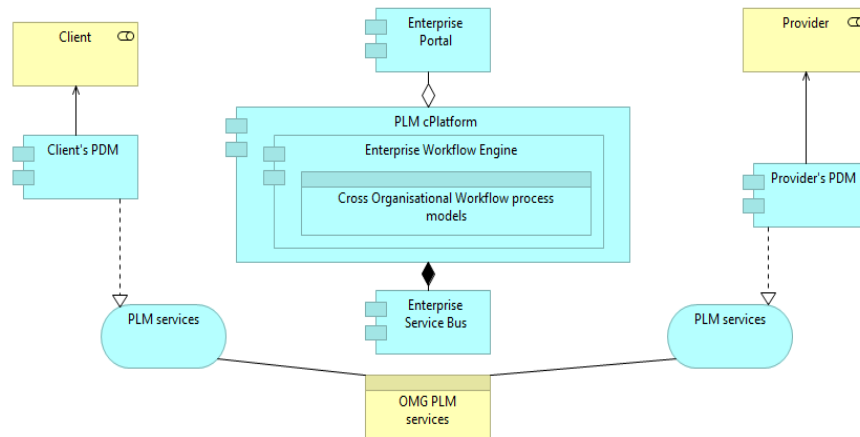 Client
Enterprise
Portal
Provider
PLM cPlatform
Client's PDM
Enterprise Workflow Engine
Provider's PDM
Cross Organisational Workflow process
models
PLM services
Enterprise
Service Bus
PLM services
OMG PLM
services